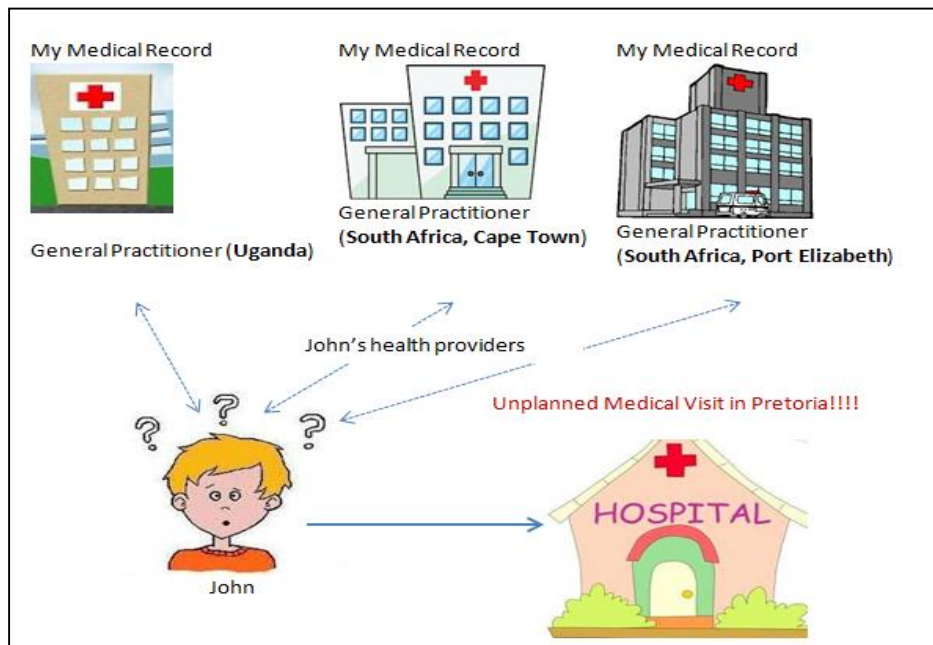 My Medical Record
My Medical Record
My Medical Record
General Practitioner (Uganda)
General Practitioner
(South Africa, Cape Town)
General Practitioner
(South Africa, Port Elizabeth)
John's health providers
Unplanned Medical Visit in Pretoria!!!!
? ? ?
HOSPITAL
John